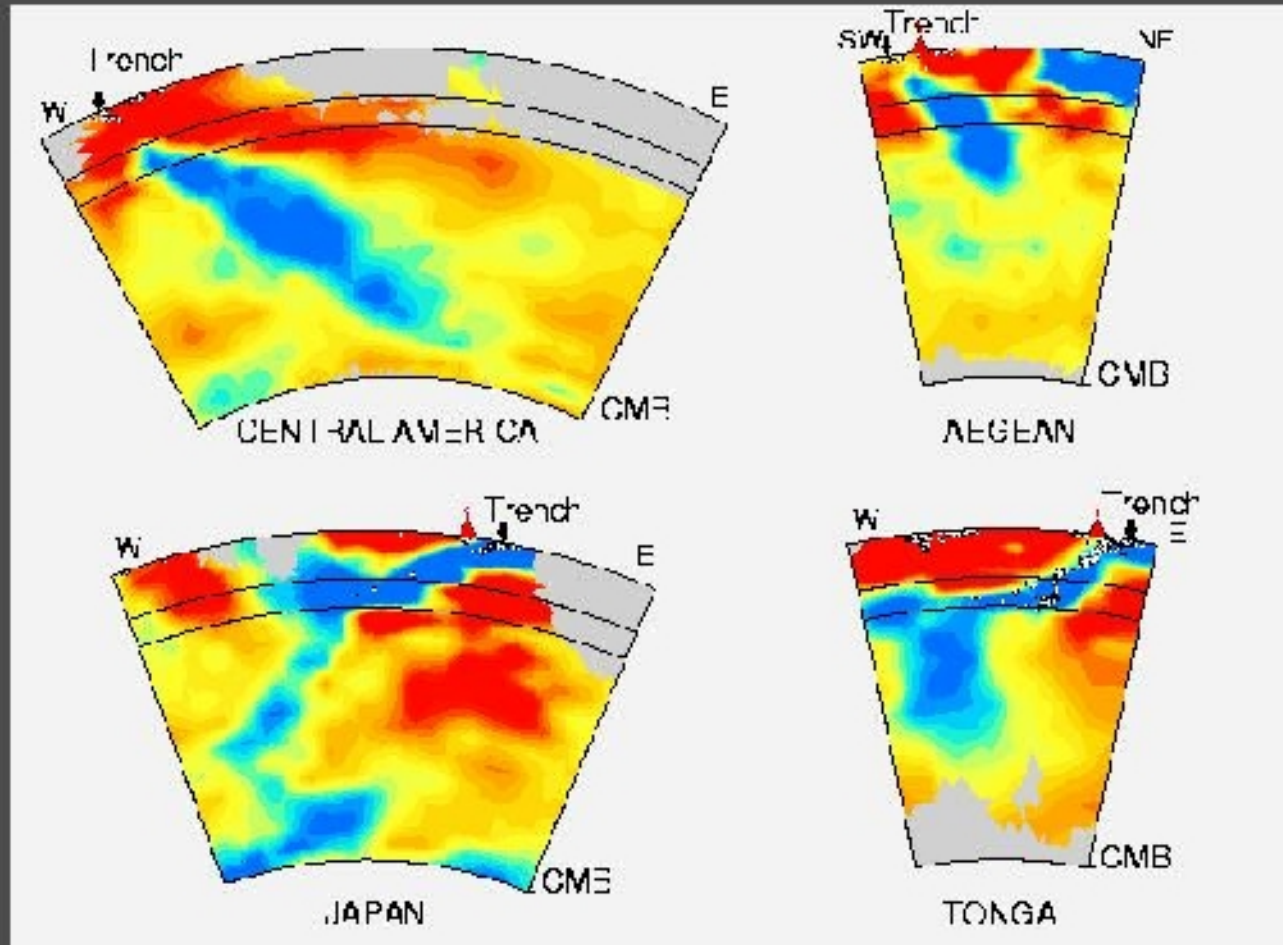 Trench
W
E
CMB
CENTRAL AMERICA
Trench
SW
NE
CMB
AEGEAN
Trench
W
E
CMB
JAPAN
Trench
W
E
CMB
TONGA